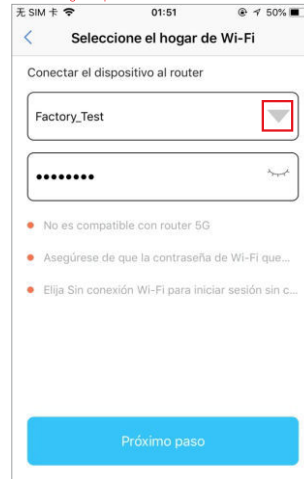 无 SIM 卡 01:51 50%
Seleccione el hogar de Wi-Fi
Conectar el dispositivo al router
Factory_Test
••••••••
No es compatible con router 5G
Asegúrese de que la contraseña de Wi-Fi que...
Elija Sin conexión Wi-Fi para iniciar sesión sin c...
Próximo paso